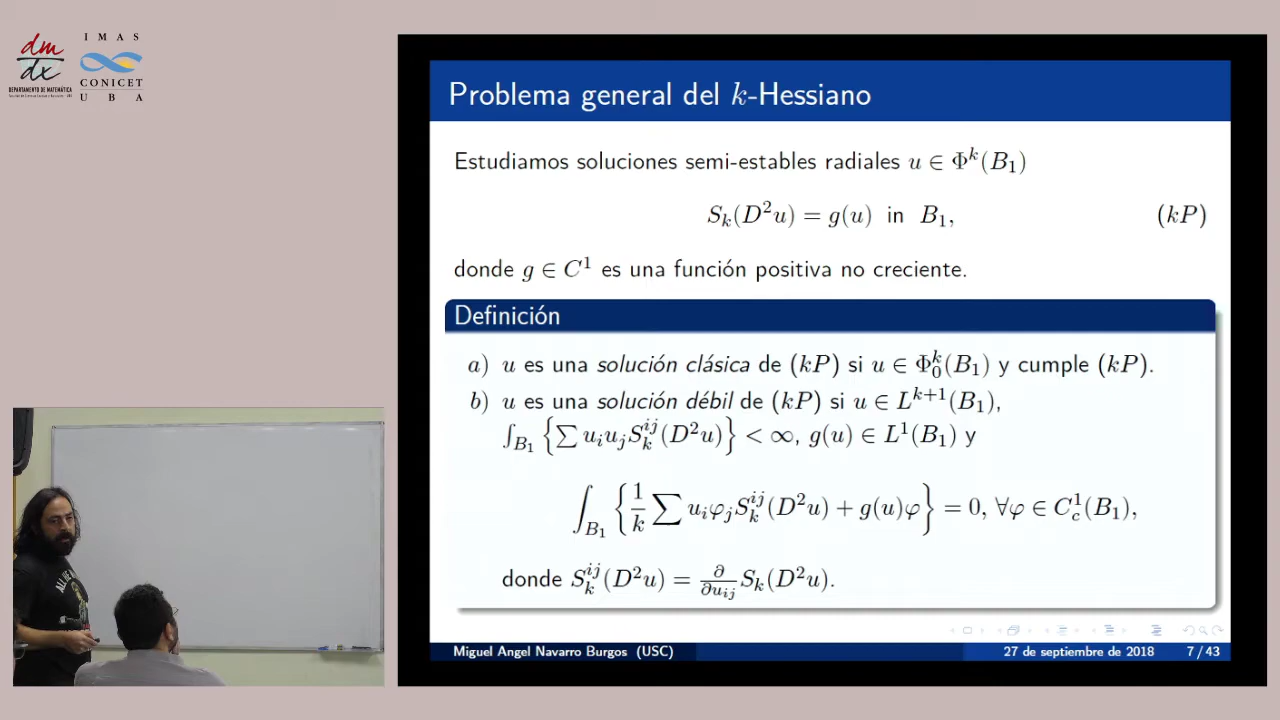 dm
dx
DEPARTAMENTO DE MATEMÁTICA
I M A S
CONICET
U B A
Problema general del k-Hessiano
Estudiamos soluciones semi-estables radiales u ∈ Φ^k(B_1)
S_k(D^2u) = g(u) in B_1, (kP)
donde g ∈ C^1 es una función positiva no creciente.
Definición
a) u es una solución clásica de (kP) si u ∈ Φ_0^k(B_1) y cumple (kP).
b) u es una solución débil de (kP) si u ∈ L^{k+1}(B_1),
∫_{B_1} {∑ u_i u_j S_k^{ij}(D^2u)} < ∞, g(u) ∈ L^1(B_1) y
∫_{B_1} {1/k ∑ u_i φ_j S_k^{ij}(D^2u) + g(u)φ} = 0, ∀φ ∈ C_c^1(B_1),
donde S_k^{ij}(D^2u) = ∂/∂u_{ij} S_k(D^2u).
Miguel Angel Navarro Burgos (USC) 27 de septiembre de 2018 7 / 43